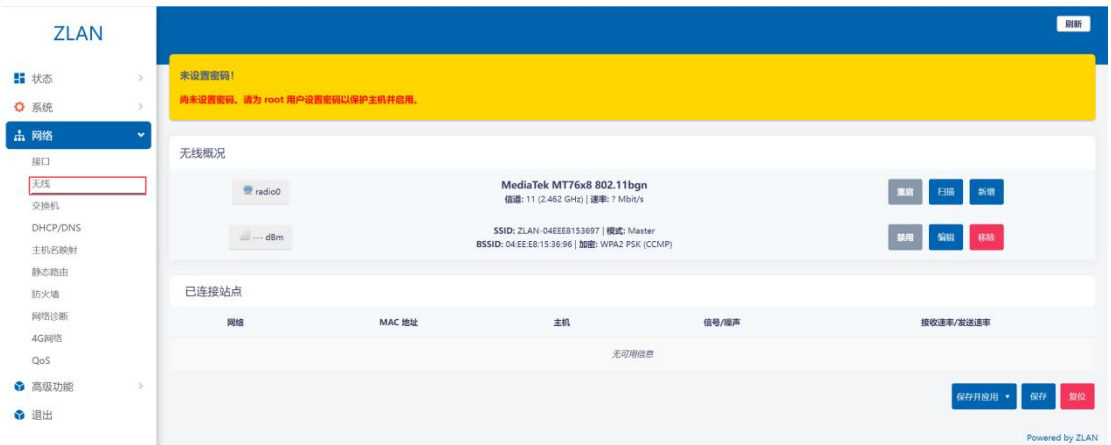 ZLAN
刷新
状态
系统
网络
接口
无线
交换机
DHCP/DNS
主机名映射
静态路由
防火墙
网络诊断
4G网络
QoS
高级功能
退出
未设置密码!
尚未设置密码。请为 root 用户设置密码以保护主机并启用。
无线概况
radio0
MediaTek MT76x8 802.11bgn
信道: 11 (2.462 GHz) | 速率: ? Mbit/s
重启 扫描 新增
--- dBm
SSID: ZLAN-04EEE8153697 | 模式: Master
BSSID: 04:EE:E8:15:36:96 | 加密: WPA2 PSK (CCMP)
禁用 编辑 移除
已连接站点
网络 MAC 地址 主机 信号/噪声 接收速率/发送速率
无可用信息
保存并应用 保存 复位
Powered by ZLAN